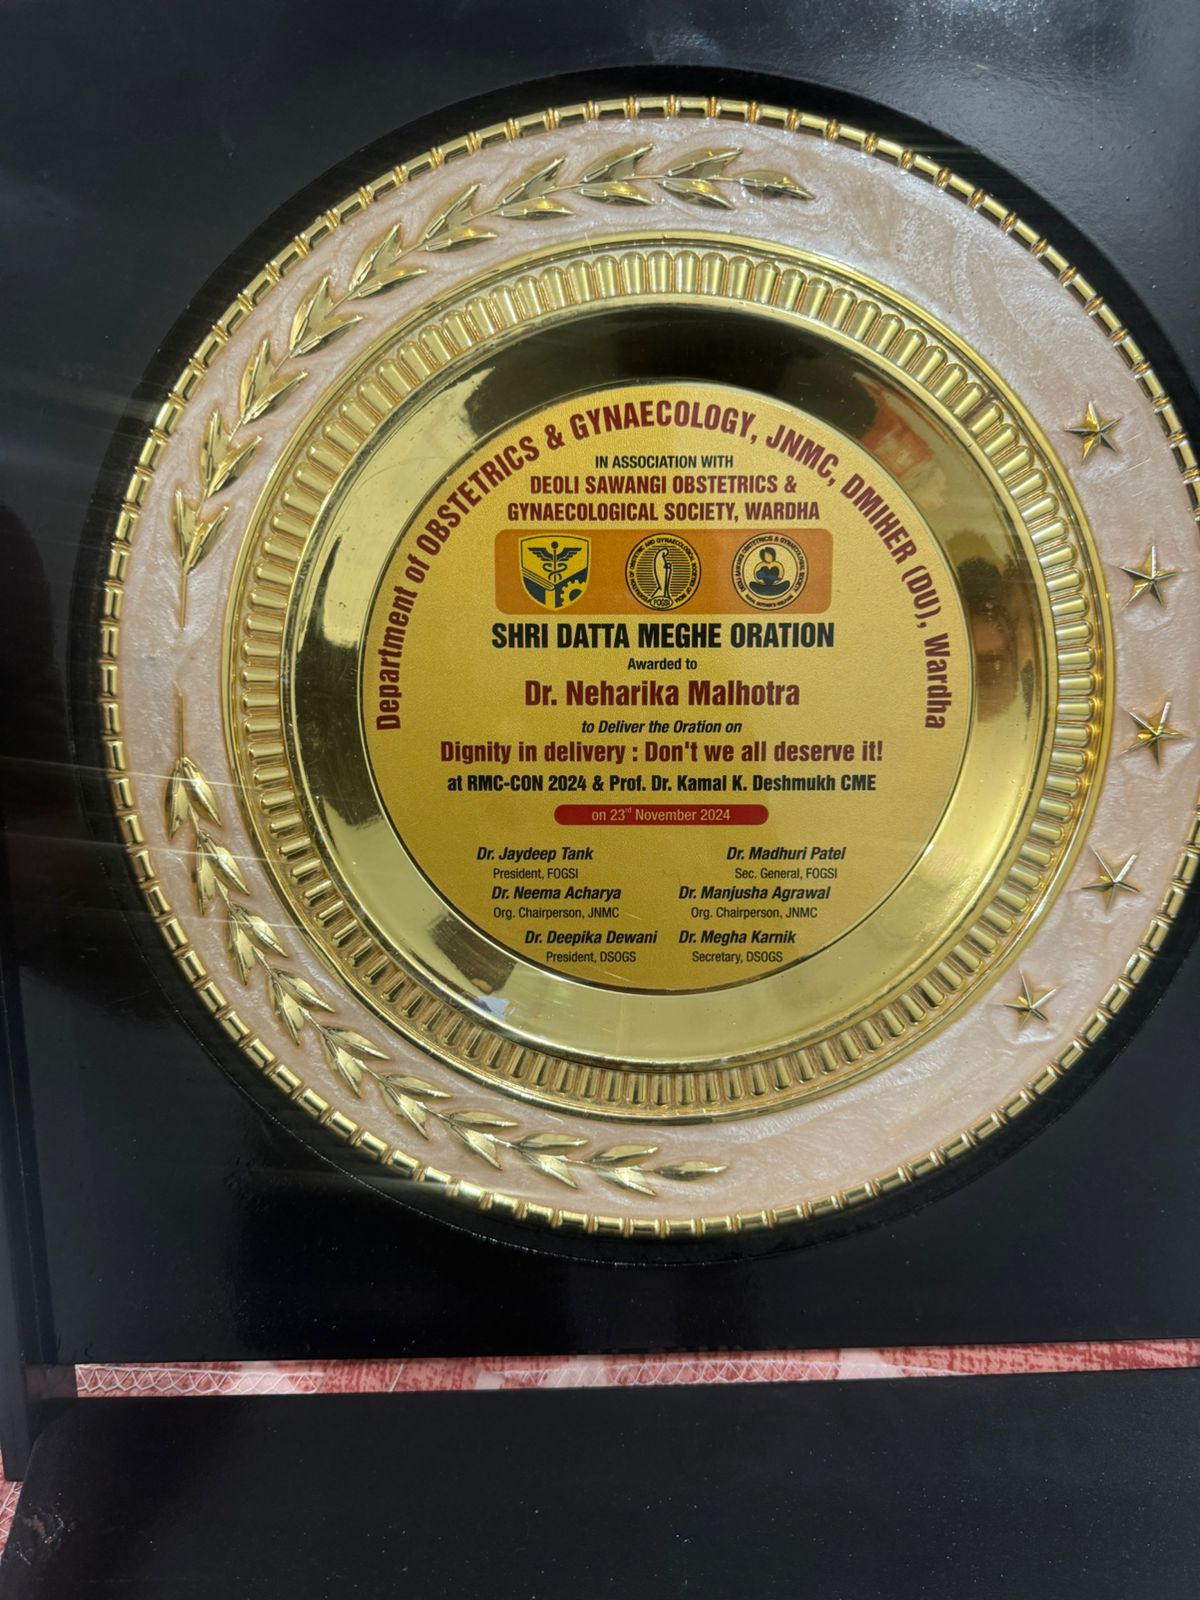 Department of OBSTETRICS & GYNAECOLOGY, JNMC, DMIHER (DU), Wardha
IN ASSOCIATION WITH
DEOLI SAWANGI OBSTETRICS &
GYNAECOLOGICAL SOCIETY, WARDHA
FOGSI
SHRI DATTA MEGHE ORATION
Awarded to
Dr. Neharika Malhotra
to Deliver the Oration on
Dignity in delivery : Don't we all deserve it!
at RMC-CON 2024 & Prof. Dr. Kamal K. Deshmukh CME
on 23rd November 2024
Dr. Jaydeep Tank Dr. Madhuri Patel
President, FOGSI Sec. General, FOGSI
Dr. Neema Acharya Dr. Manjusha Agrawal
Org. Chairperson, JNMC Org. Chairperson, JNMC
Dr. Deepika Dewani Dr. Megha Karnik
President, DSOGS Secretary, DSOGS